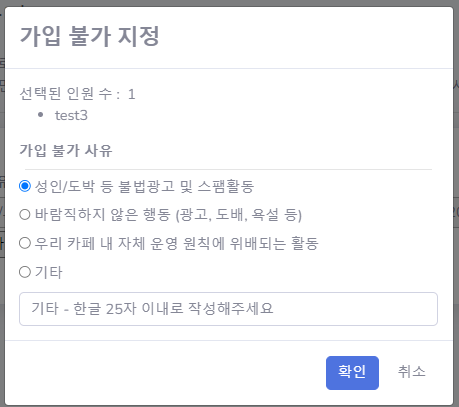 가입 불가 지정
선택된 인원 수 : 1
test3
가입 불가 사유
성인/도박 등 불법광고 및 스팸활동
바람직하지 않은 행동 (광고, 도배, 욕설 등)
우리 카페 내 자체 운영 원칙에 위배되는 활동
기타
기타 - 한글 25자 이내로 작성해주세요
확인 취소